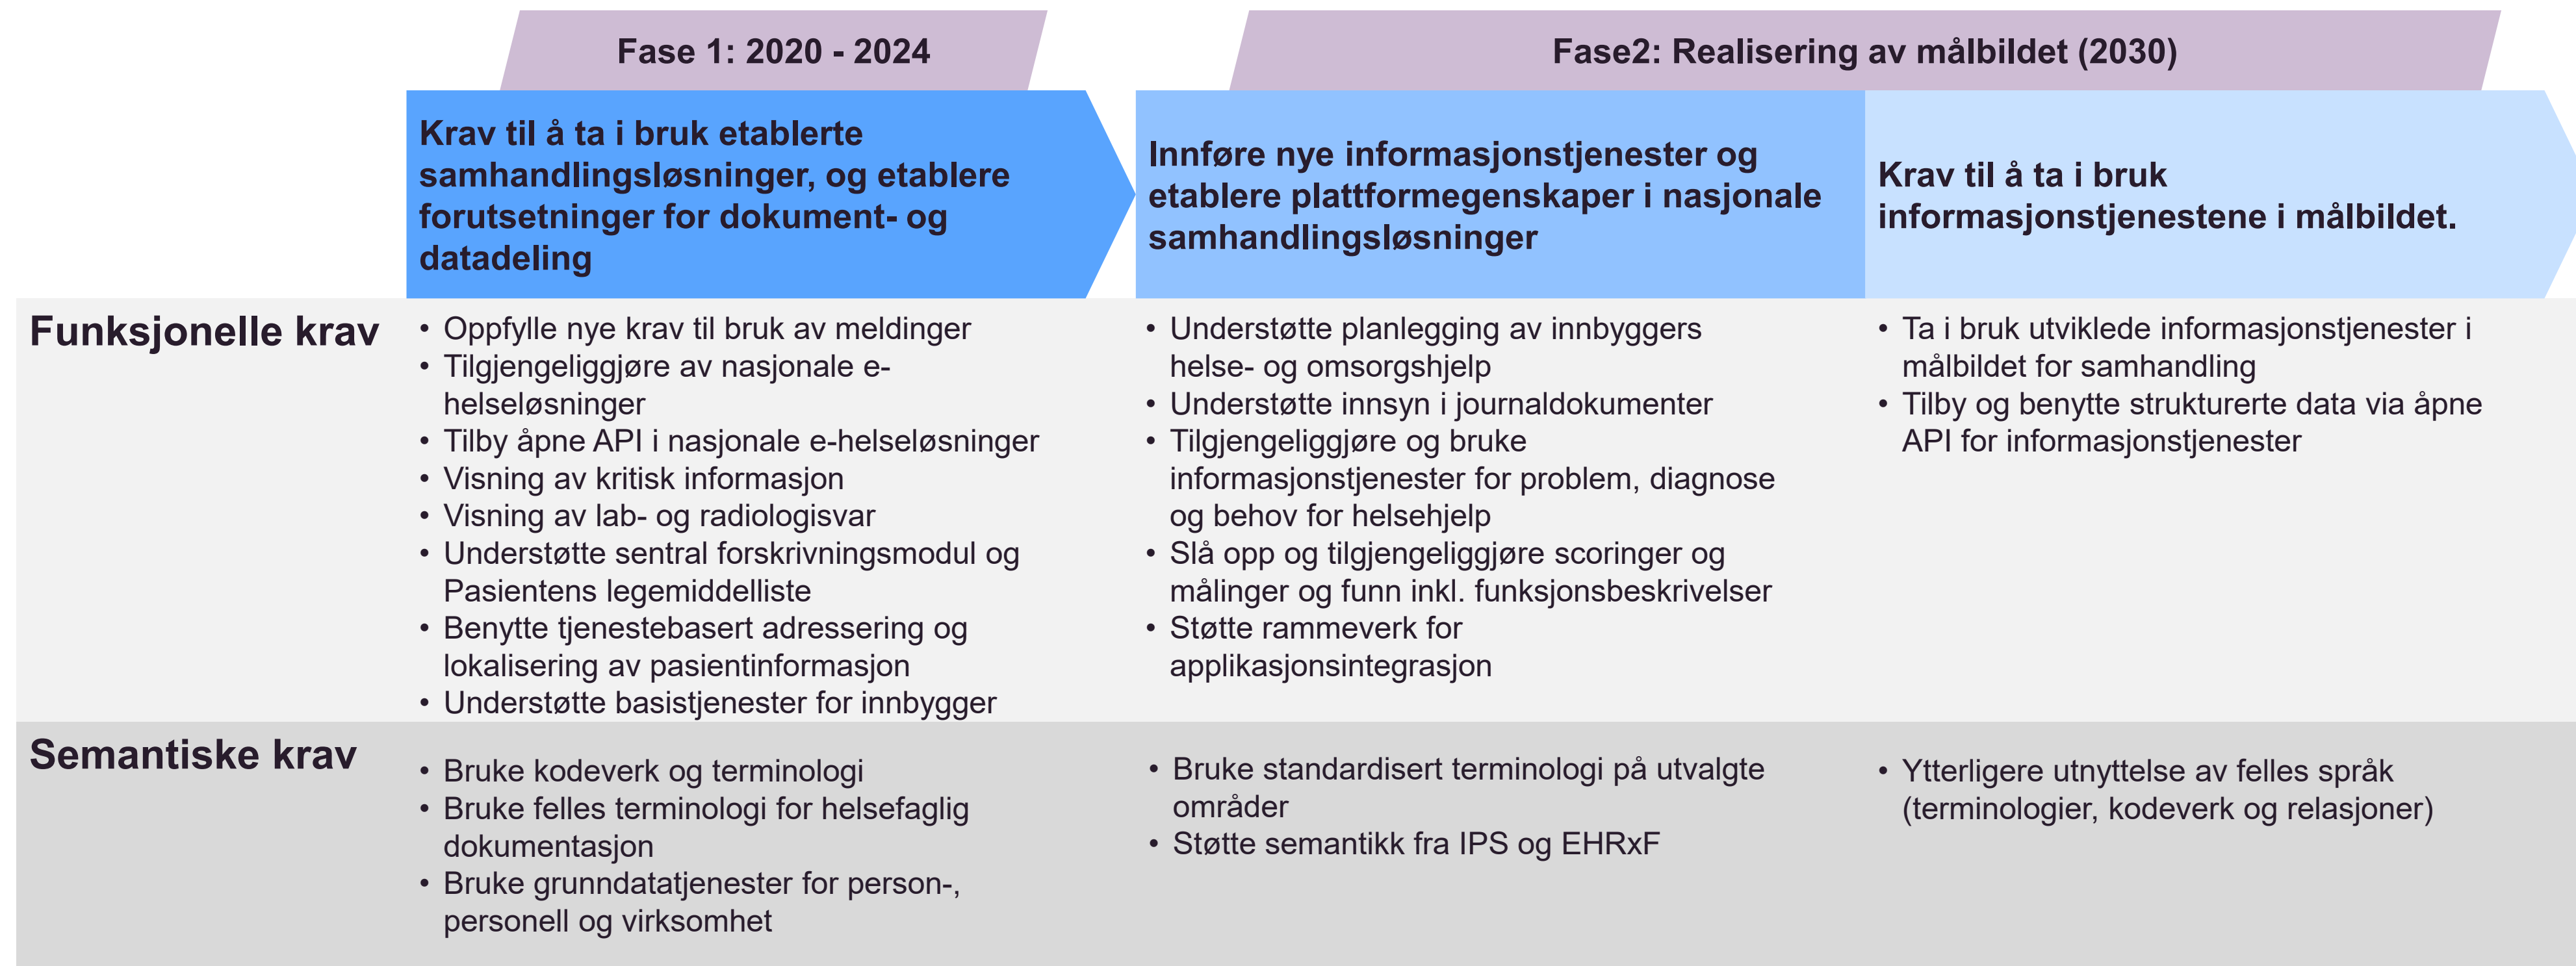 Fase 1: 2020 - 2024
Fase2: Realisering av målbildet (2030)
Krav til å ta i bruk etablerte
samhandlingsløsninger, og etablere
forutsetninger for dokument- og
datadeling
Innføre nye informasjonstjenester og
etablere plattformegenskaper i nasjonale
samhandlingsløsninger
Krav til å ta i bruk
informasjonstjenestene i målbildet.
Funksjonelle krav
• Oppfylle nye krav til bruk av meldinger
• Tilgjengeliggjøre av nasjonale e-
helseløsninger
• Tilby åpne API i nasjonale e-helseløsninger
• Visning av kritisk informasjon
• Visning av lab- og radiologisvar
• Understøtte sentral forskrivningsmodul og
Pasientens legemiddelliste
• Benytte tjenestebasert adressering og
lokalisering av pasientinformasjon
• Understøtte basistjenester for innbygger
• Understøtte planlegging av innbyggers
helse- og omsorgshjelp
• Understøtte innsyn i journaldokumenter
• Tilgjengeliggjøre og bruke
informasjonstjenester for problem, diagnose
og behov for helsehjelp
• Slå opp og tilgjengeliggjøre scoringer og
målinger og funn inkl. funksjonsbeskrivelser
• Støtte rammeverk for
applikasjonsintegrasjon
• Ta i bruk utviklede informasjonstjenester i
målbildet for samhandling
• Tilby og benytte strukturerte data via åpne
API for informasjonstjenester
Semantiske krav
• Bruke kodeverk og terminologi
• Bruke felles terminologi for helsefaglig
dokumentasjon
• Bruke grunndatatjenester for person-,
personell og virksomhet
• Bruke standardisert terminologi på utvalgte
områder
• Støtte semantikk fra IPS og EHRxF
• Ytterligere utnyttelse av felles språk
(terminologier, kodeverk og relasjoner)